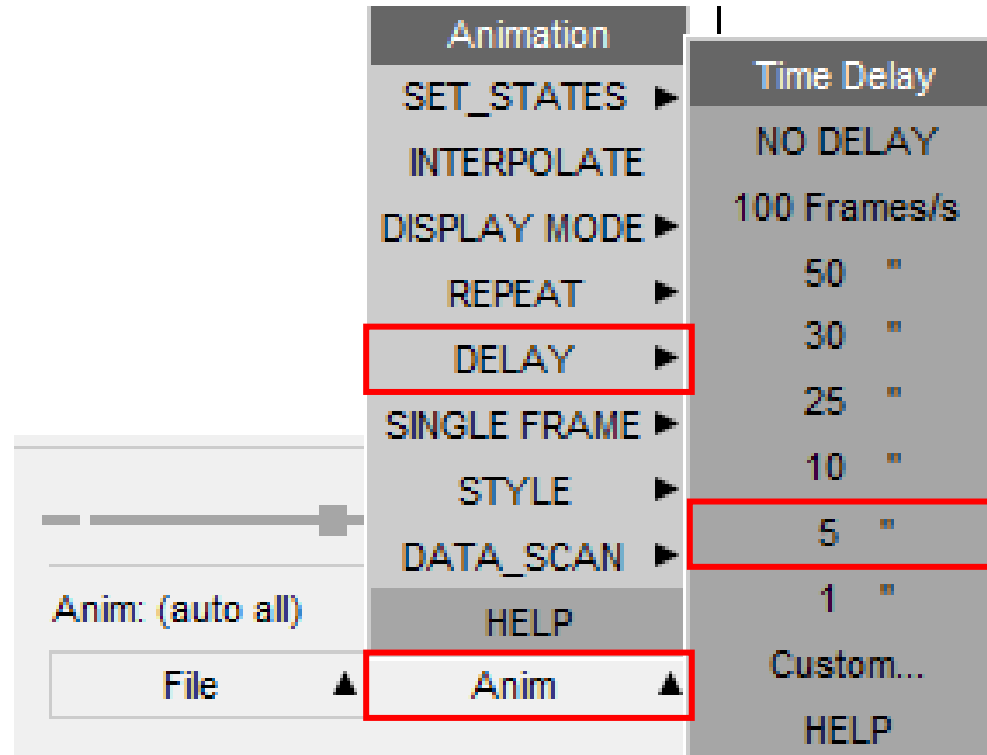 Animation
SET_STATES ▶
INTERPOLATE
DISPLAY MODE ▶
REPEAT ▶
DELAY ▶
SINGLE FRAME ▶
STYLE ▶
DATA_SCAN ▶
HELP
Time Delay
NO DELAY
100 Frames/s
50 "
30 "
25 "
10 "
5 "
1 "
Custom...
HELP
Anim: (auto all)
File ▲
Anim ▲